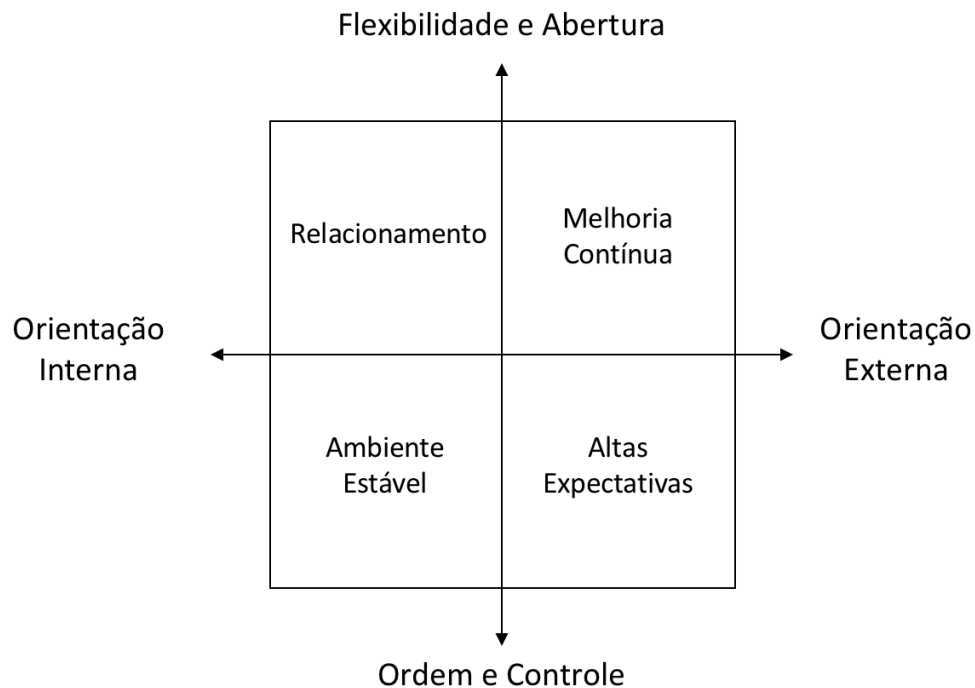 Flexibilidade e Abertura
Relacionamento
Melhoria
Contínua
Orientação
Interna
Orientação
Externa
Ambiente
Estável
Altas
Expectativas
Ordem e Controle